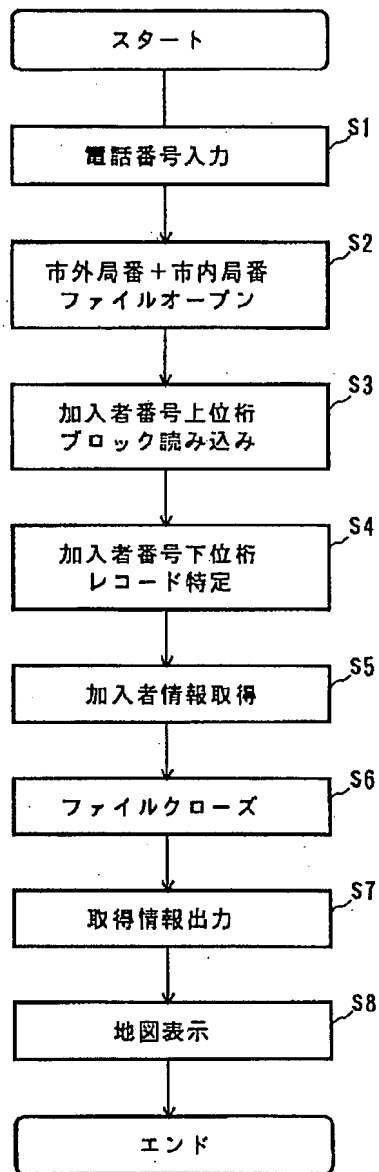 スタート
S1
電話番号入力
S2
市外局番+市内局番
ファイルオープン
S3
加入者番号上位桁
ブロック読み込み
S4
加入者番号下位桁
レコード特定
S5
加入者情報取得
S6
ファイルクローズ
S7
取得情報出力
S8
地図表示
エンド